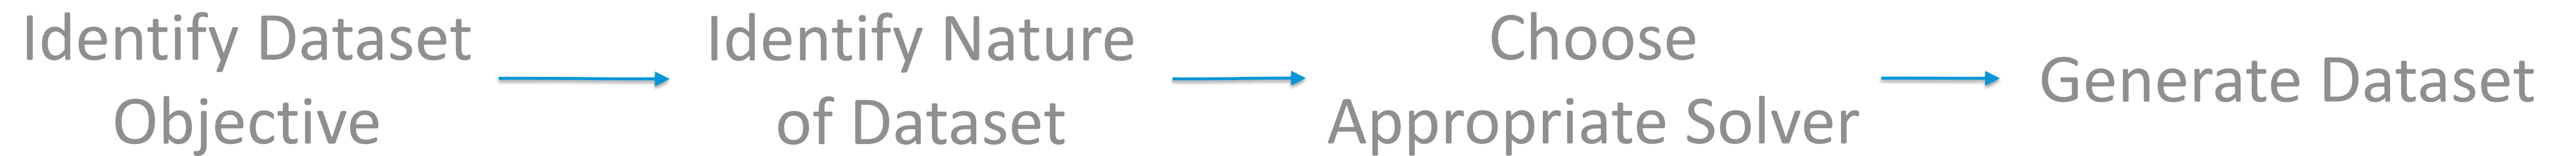 Identify Dataset
Objective
Identify Nature
of Dataset
Choose
Appropriate Solver
Generate Dataset